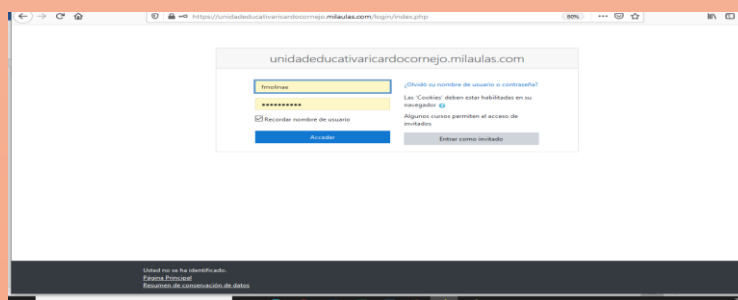 https://unidadeducativaricardocornejo.milaulas.com/login/index.php
80%
unidadeducativaricardocornejo.milaulas.com
fmolinae
••••••••••
Recordar nombre de usuario
Acceder
¿Olvidó su nombre de usuario o contraseña?
Las 'Cookies' deben estar habilitadas en su
navegador
Algunos cursos permiten el acceso de
invitados
Entrar como invitado
Usted no se ha identificado.
Página Principal
Resumen de conservación de datos